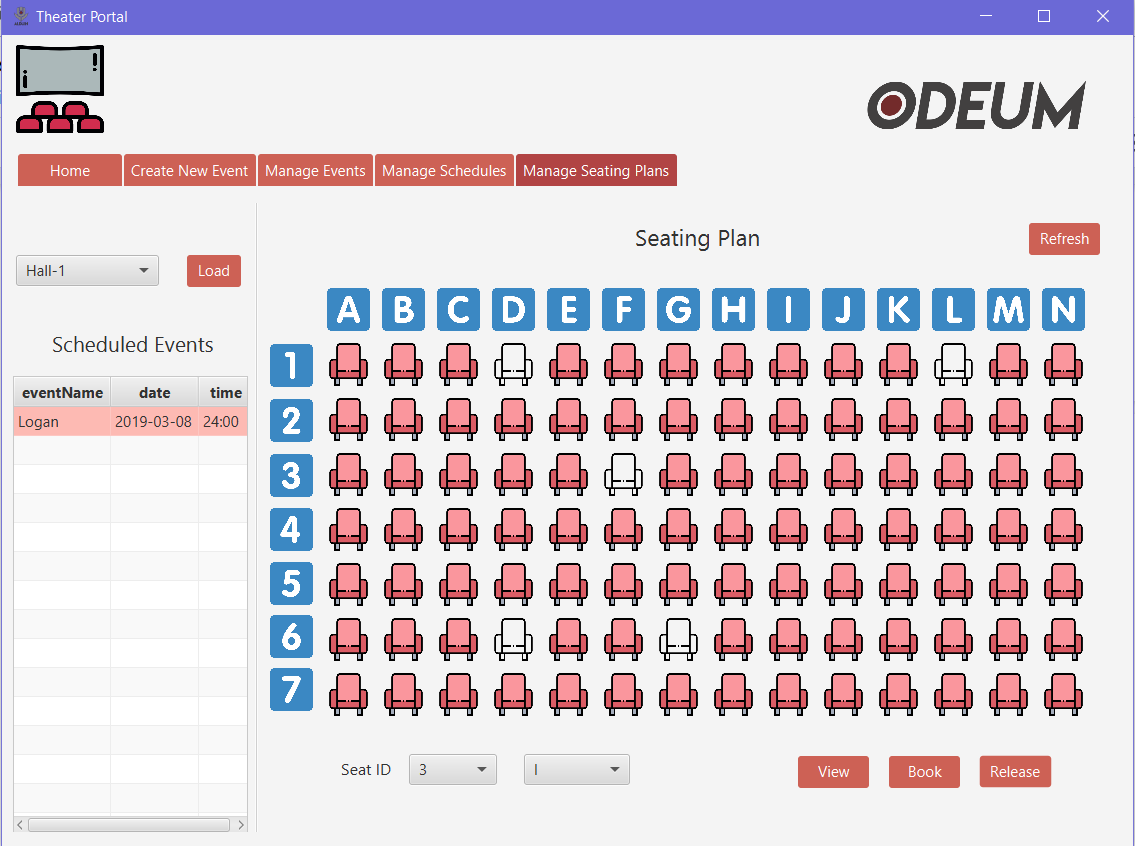 Theater Portal
ODEUM
Home Create New Event Manage Events Manage Schedules Manage Seating Plans
Seating Plan
Refresh
Hall-1 Load
Scheduled Events
eventName date time
Logan 2019-03-08 24:00
A B C D E F G H I J K L M N
1
2
3
4
5
6
7
Seat ID 3 I View Book Release